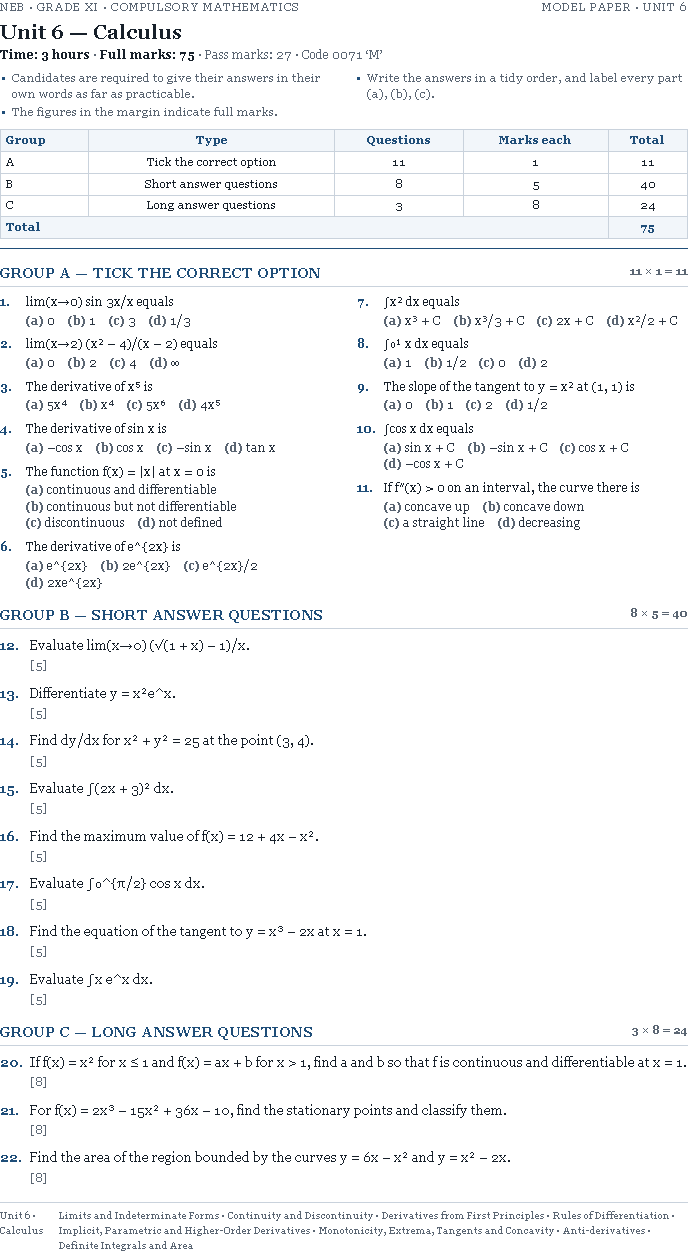 NEB • GRADE XI • COMPULSORY MATHEMATICS
MODEL PAPER • UNIT 6
Unit 6 — Calculus
Time: 3 hours · Full marks: 75 · Pass marks: 27 · Code 0071 ‘M’
• Candidates are required to give their answers in their
own words as far as practicable.
• The figures in the margin indicate full marks.
• Write the answers in a tidy order, and label every part
(a), (b), (c).
Group Type Questions Marks each Total
A Tick the correct option 11 1 11
B Short answer questions 8 5 40
C Long answer questions 3 8 24
Total 75
GROUP A — TICK THE CORRECT OPTION 11 × 1 = 11
1. lim(x→0) sin 3x/x equals
(a) 0 (b) 1 (c) 3 (d) 1/3
2. lim(x→2) (x² − 4)/(x − 2) equals
(a) 0 (b) 2 (c) 4 (d) ∞
3. The derivative of x⁵ is
(a) 5x⁴ (b) x⁴ (c) 5x⁶ (d) 4x⁵
4. The derivative of sin x is
(a) −cos x (b) cos x (c) −sin x (d) tan x
5. The function f(x) = |x| at x = 0 is
(a) continuous and differentiable
(b) continuous but not differentiable
(c) discontinuous (d) not defined
6. The derivative of e^{2x} is
(a) e^{2x} (b) 2e^{2x} (c) e^{2x}/2
(d) 2xe^{2x}
7. ∫x² dx equals
(a) x³ + C (b) x³/3 + C (c) 2x + C (d) x²/2 + C
8. ∫₀¹ x dx equals
(a) 1 (b) 1/2 (c) 0 (d) 2
9. The slope of the tangent to y = x² at (1, 1) is
(a) 0 (b) 1 (c) 2 (d) 1/2
10. ∫cos x dx equals
(a) sin x + C (b) −sin x + C (c) cos x + C
(d) −cos x + C
11. If f″(x) > 0 on an interval, the curve there is
(a) concave up (b) concave down
(c) a straight line (d) decreasing
GROUP B — SHORT ANSWER QUESTIONS 8 × 5 = 40
12. Evaluate lim(x→0) (√(1 + x) − 1)/x.
[5]
13. Differentiate y = x²e^x.
[5]
14. Find dy/dx for x² + y² = 25 at the point (3, 4).
[5]
15. Evaluate ∫(2x + 3)² dx.
[5]
16. Find the maximum value of f(x) = 12 + 4x − x².
[5]
17. Evaluate ∫₀^{π/2} cos x dx.
[5]
18. Find the equation of the tangent to y = x³ − 2x at x = 1.
[5]
19. Evaluate ∫x e^x dx.
[5]
GROUP C — LONG ANSWER QUESTIONS 3 × 8 = 24
20. If f(x) = x² for x ≤ 1 and f(x) = ax + b for x > 1, find a and b so that f is continuous and differentiable at x = 1.
[8]
21. For f(x) = 2x³ − 15x² + 36x − 10, find the stationary points and classify them.
[8]
22. Find the area of the region bounded by the curves y = 6x − x² and y = x² − 2x.
[8]
Unit 6 •
Calculus
Limits and Indeterminate Forms • Continuity and Discontinuity • Derivatives from First Principles • Rules of Differentiation •
Implicit, Parametric and Higher-Order Derivatives • Monotonicity, Extrema, Tangents and Concavity • Anti-derivatives •
Definite Integrals and Area